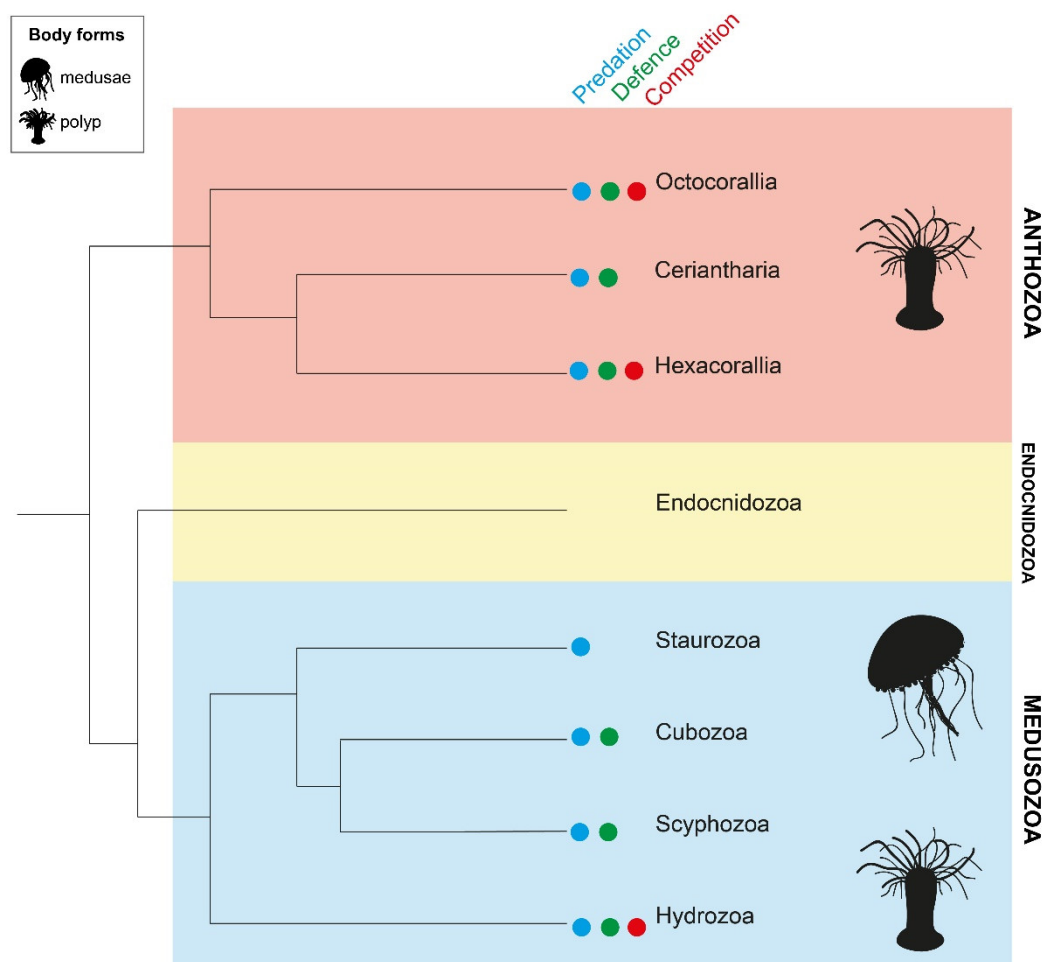 Body forms
medusae
polyp
Predation
Defence
Competition
Octocorallia
Ceriantharia
Hexacorallia
ANTHOZOA
Endocnidozoa
ENDOCNIDOZOA
Staurozoa
Cubozoa
Scyphozoa
Hydrozoa
MEDUSOZOA